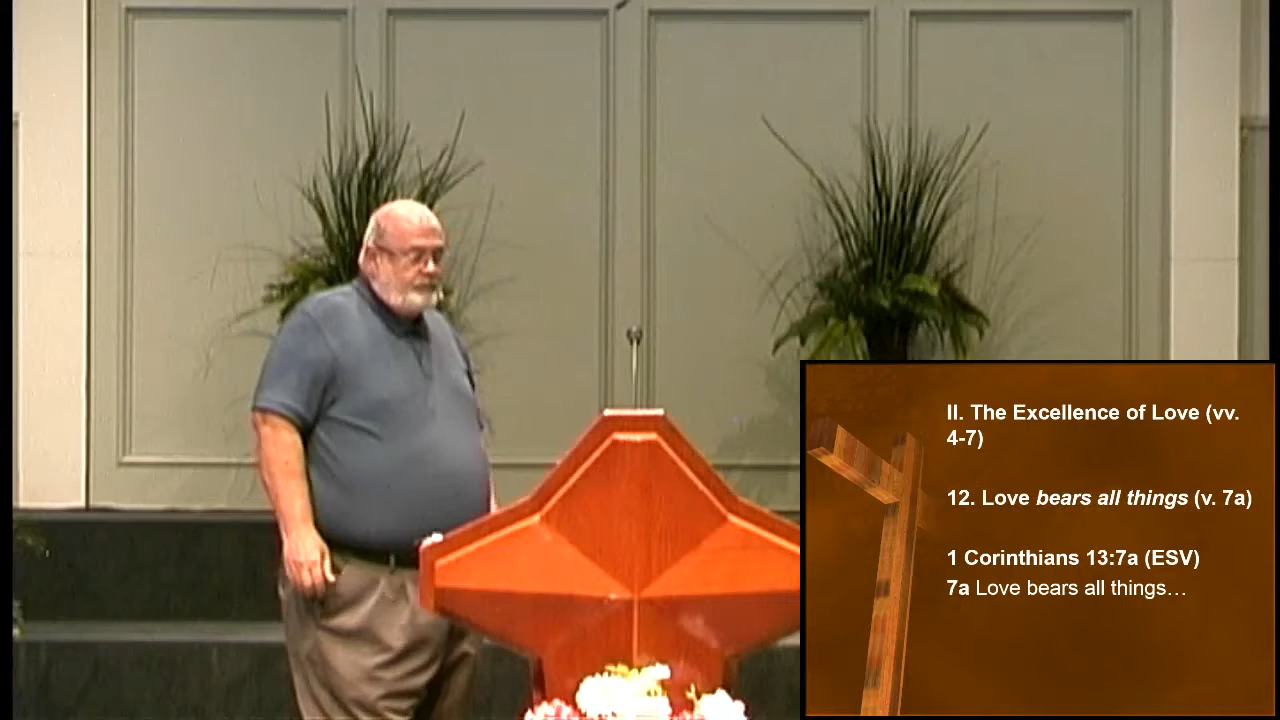 II. The Excellence of Love (vv.
4-7)
12. Love bears all things (v. 7a)
1 Corinthians 13:7a (ESV)
7a Love bears all things…